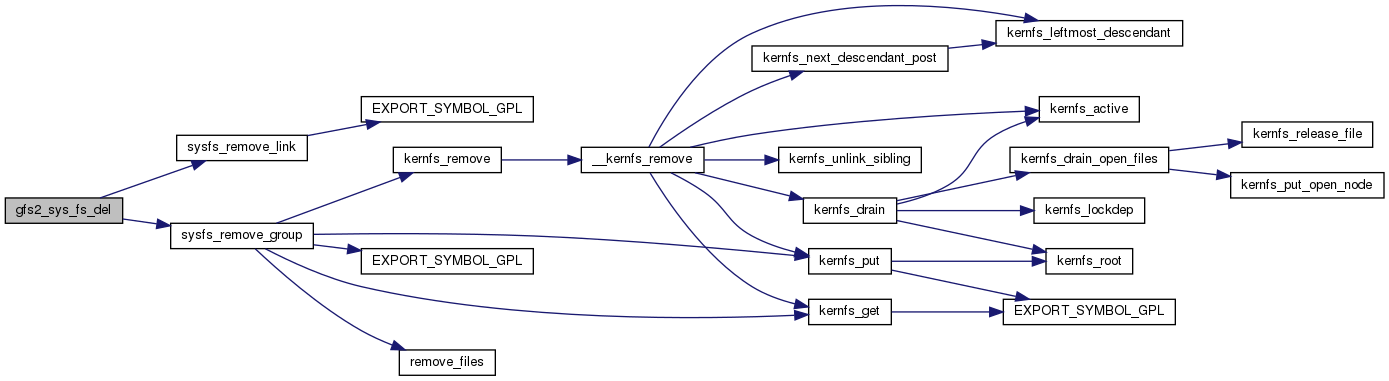 kernfs_leftmost_descendant
kernfs_next_descendant_post
EXPORT_SYMBOL_GPL
kernfs_active
kernfs_release_file
sysfs_remove_link
kernfs_remove
__kernfs_remove
kernfs_unlink_sibling
kernfs_drain_open_files
kernfs_put_open_node
gfs2_sys_fs_del
kernfs_drain
kernfs_lockdep
sysfs_remove_group
EXPORT_SYMBOL_GPL
kernfs_put
kernfs_root
kernfs_get
EXPORT_SYMBOL_GPL
remove_files